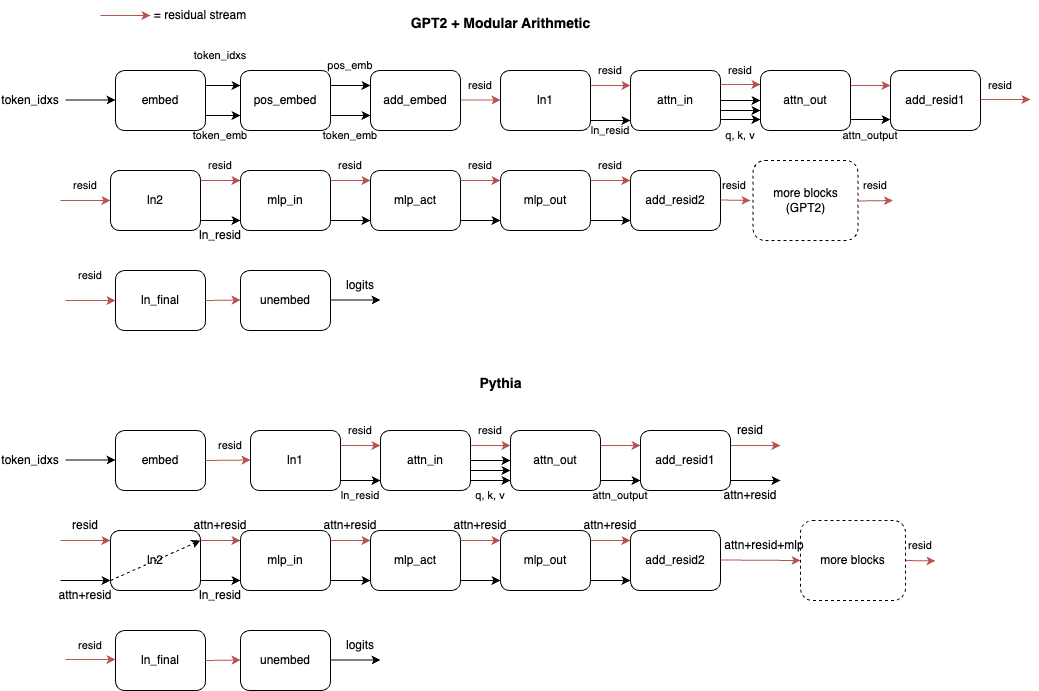 = residual stream
GPT2 + Modular Arithmetic
token_idxs
embed
token_idxs
token_emb
pos_embed
pos_emb
token_emb
add_embed
resid
ln1
resid
ln_resid
attn_in
resid
q, k, v
attn_out
attn_output
add_resid1
resid
resid
ln2
resid
ln_resid
mlp_in
resid
mlp_act
resid
mlp_out
resid
add_resid2
resid
more blocks
(GPT2)
resid
resid
ln_final
unembed
logits
Pythia
token_idxs
embed
resid
ln1
resid
ln_resid
attn_in
resid
q, k, v
attn_out
attn_output
add_resid1
resid
attn+resid
resid
attn+resid
ln2
attn+resid
ln_resid
mlp_in
attn+resid
mlp_act
attn+resid
mlp_out
attn+resid
add_resid2
attn+resid+mlp
more blocks
resid
resid
ln_final
unembed
logits